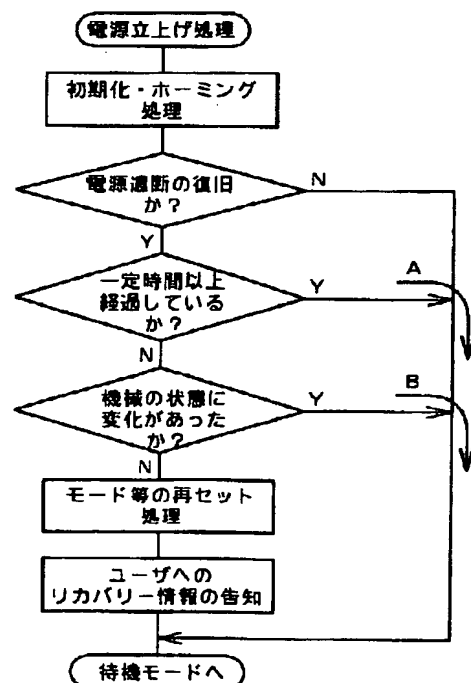 電源立上げ処理
初期化・ホーミング
処理
電源遮断の復旧
か？
N
Y
一定時間以上
経過している
か？
Y
A
N
機械の状態に
変化があった
か？
Y
B
N
モード等の再セット
処理
ユーザへの
リカバリー情報の告知
待機モードへ